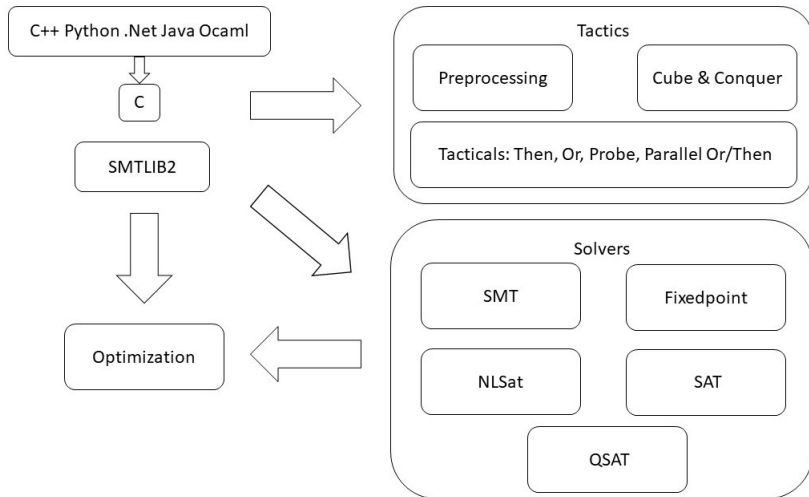 C++ Python .Net Java Ocaml
C
SMTLIB2
Optimization
Tactics
Preprocessing
Cube & Conquer
Tacticals: Then, Or, Probe, Parallel Or/Then
Solvers
SMT
Fixedpoint
NLSat
SAT
QSAT